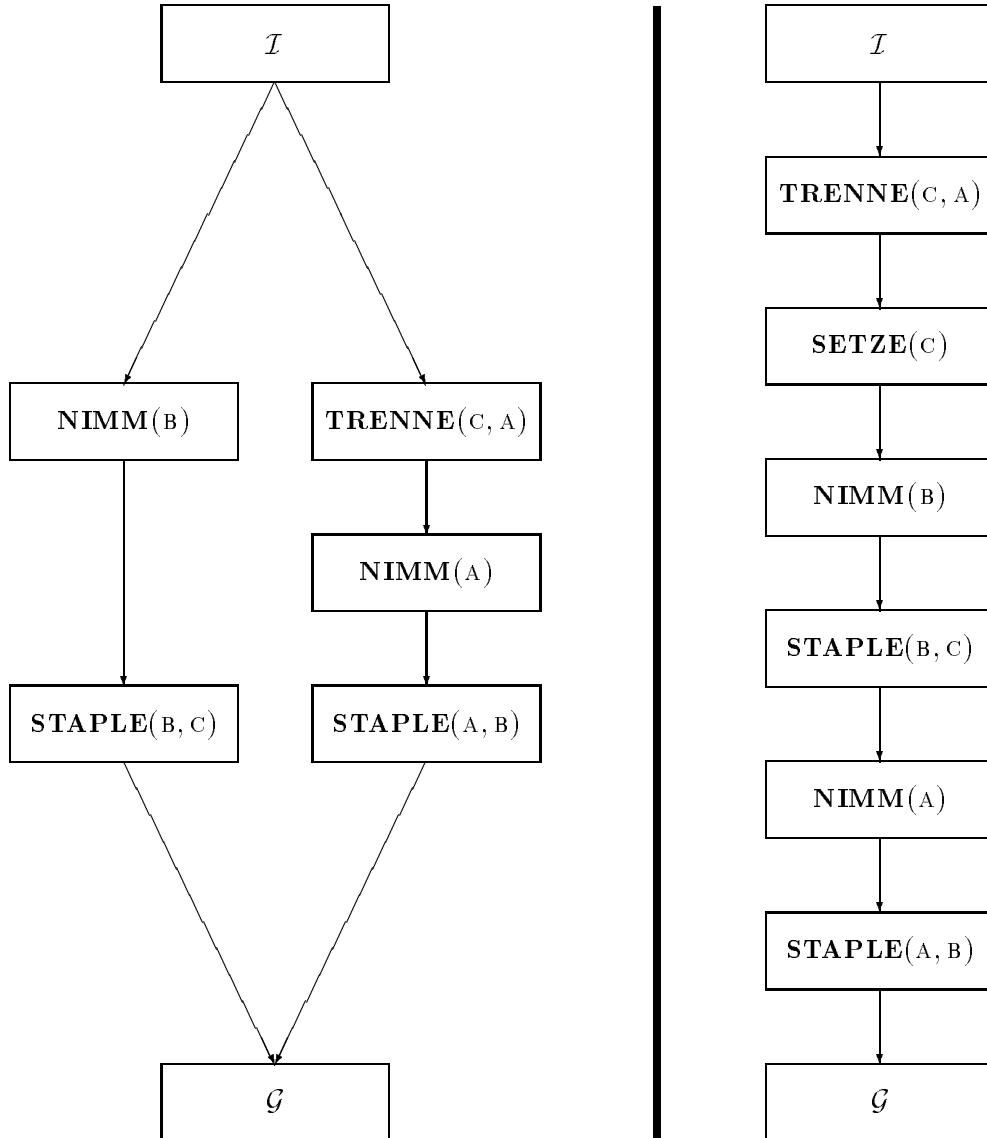 ℐ
NIMM(B)
TRENNE(C, A)
NIMM(A)
STAPLE(B, C)
STAPLE(A, B)
𝒢
ℐ
TRENNE(C, A)
SETZE(C)
NIMM(B)
STAPLE(B, C)
NIMM(A)
STAPLE(A, B)
𝒢